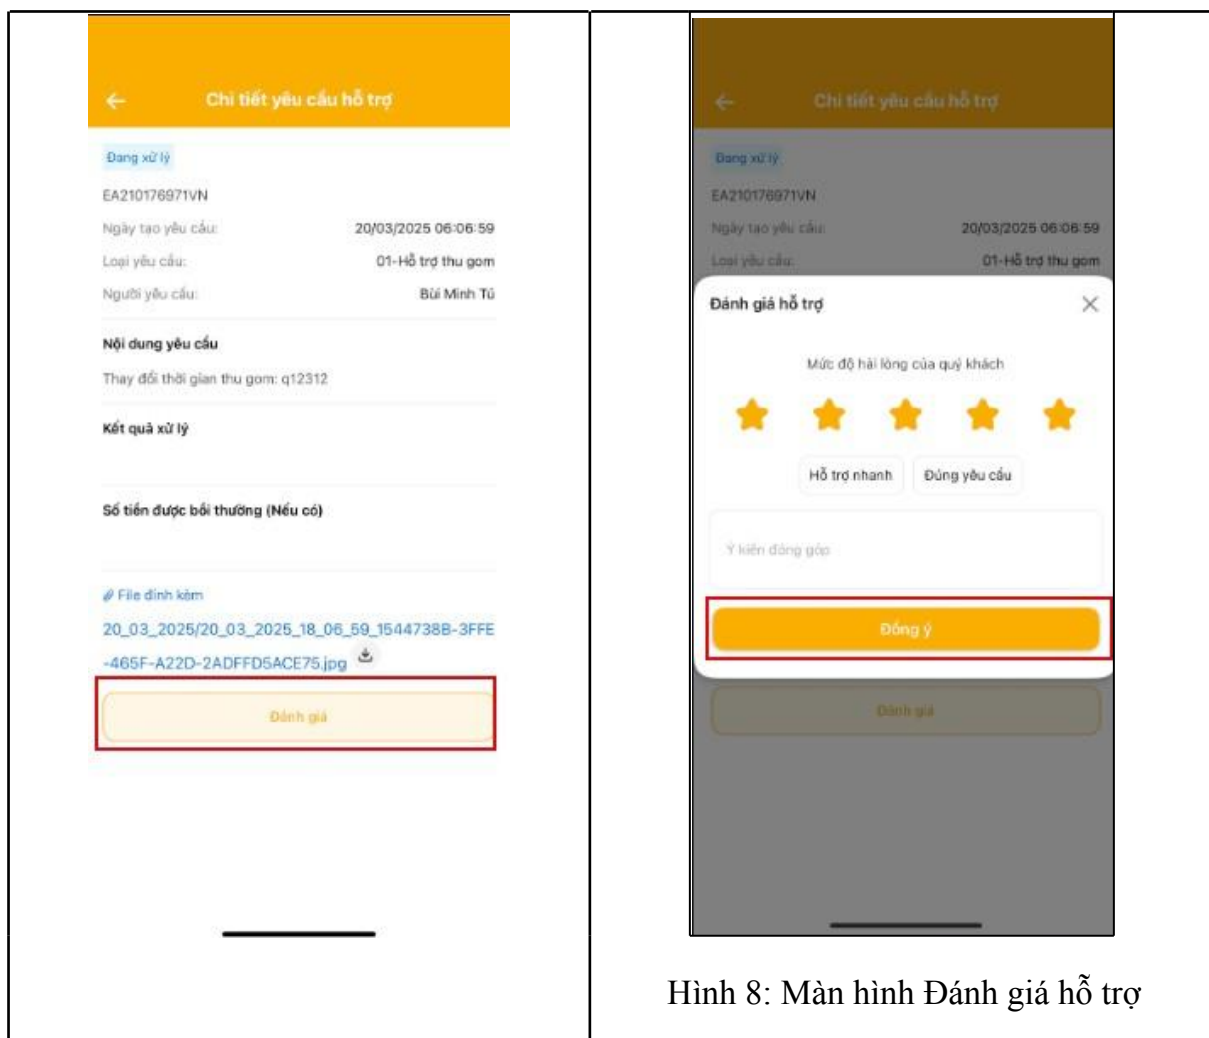 Chi tiết yêu cầu hỗ trợ
Đang xử lý
EA210176971VN
Ngày tạo yêu cầu: 20/03/2025 06:06:59
Loại yêu cầu: 01-Hỗ trợ thu gom
Người yêu cầu: Bùi Minh Tú
Nội dung yêu cầu
Thay đổi thời gian thu gom: q12312
Kết quả xử lý
Số tiền được bồi thường (Nếu có)
File đính kèm
20_03_2025/20_03_2025_18_06_59_1544738B-3FFE
-465F-A22D-2ADFFD5ACE75.jpg
Đánh giá
Chi tiết yêu cầu hỗ trợ
Đang xử lý
EA210176971VN
Ngày tạo yêu cầu: 20/03/2025 06:06:59
Loại yêu cầu: 01-Hỗ trợ thu gom
Đánh giá hỗ trợ
Mức độ hài lòng của quý khách
Hỗ trợ nhanh Đúng yêu cầu
Ý kiến đóng góp
Đồng ý
Đánh giá
Hình 8: Màn hình Đánh giá hỗ trợ